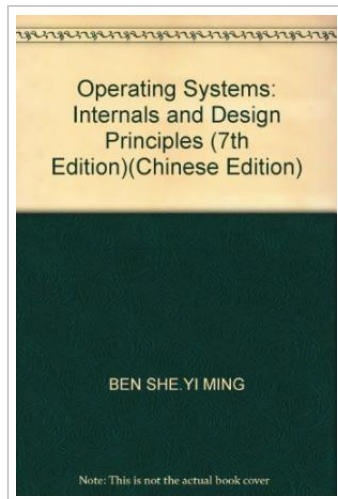 Operating Systems:
Internals and Design
Principles (7th
Edition)(Chinese Edition)
BEN SHE.YI MING
Note: This is not the actual book cover